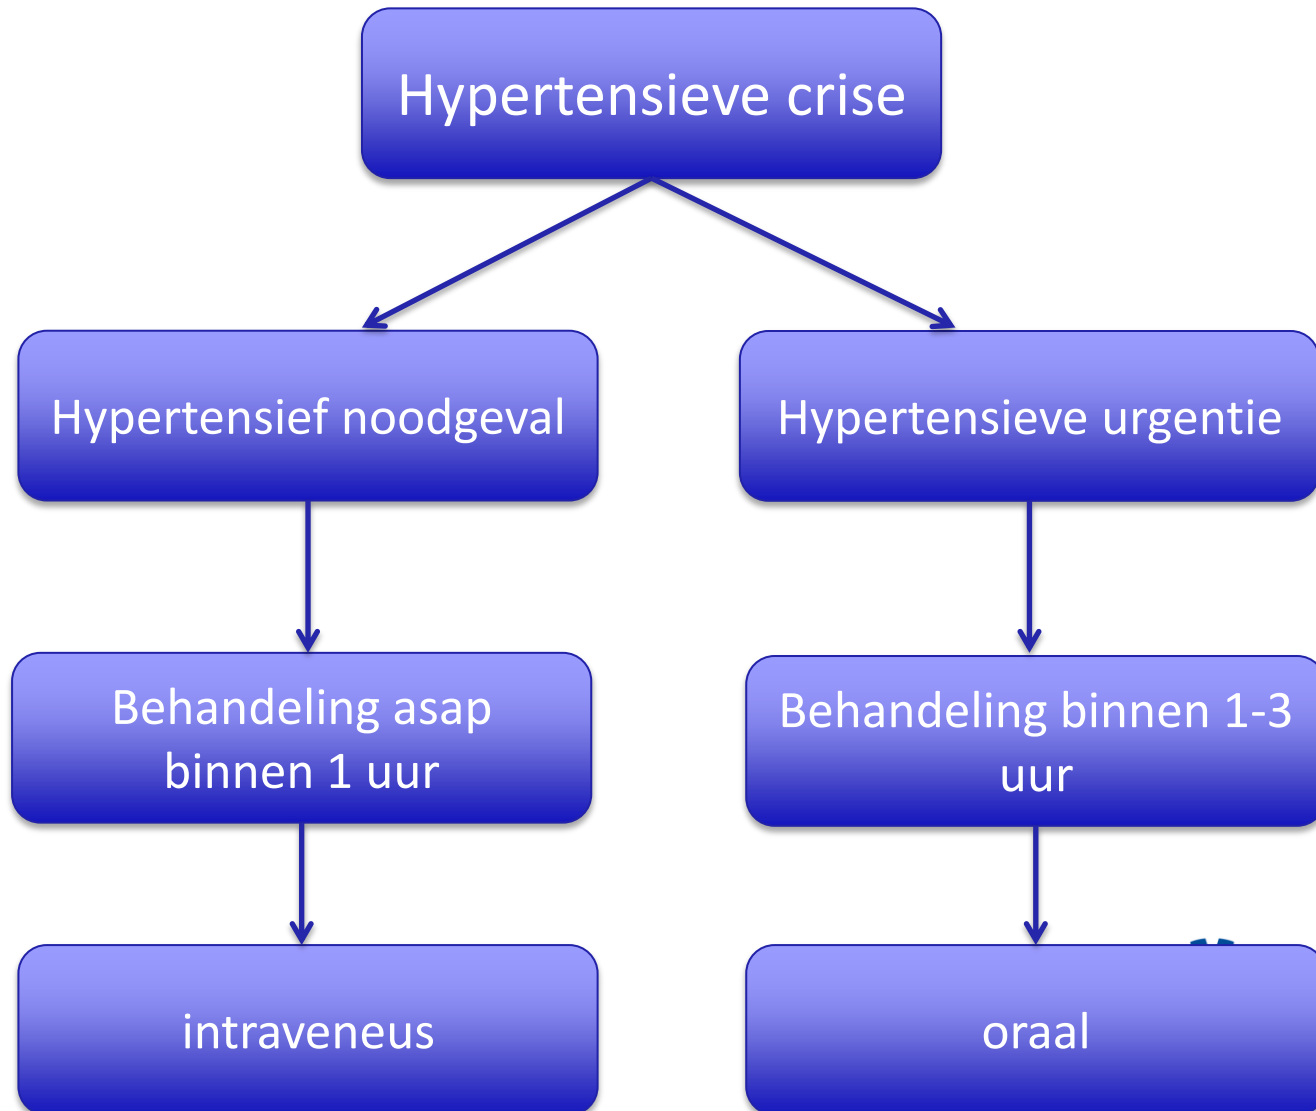 Hypertensieve crise
Hypertensief noodgeval
Hypertensieve urgentie
Behandeling asap
binnen 1 uur
Behandeling binnen 1-3
uur
intraveneus
oraal